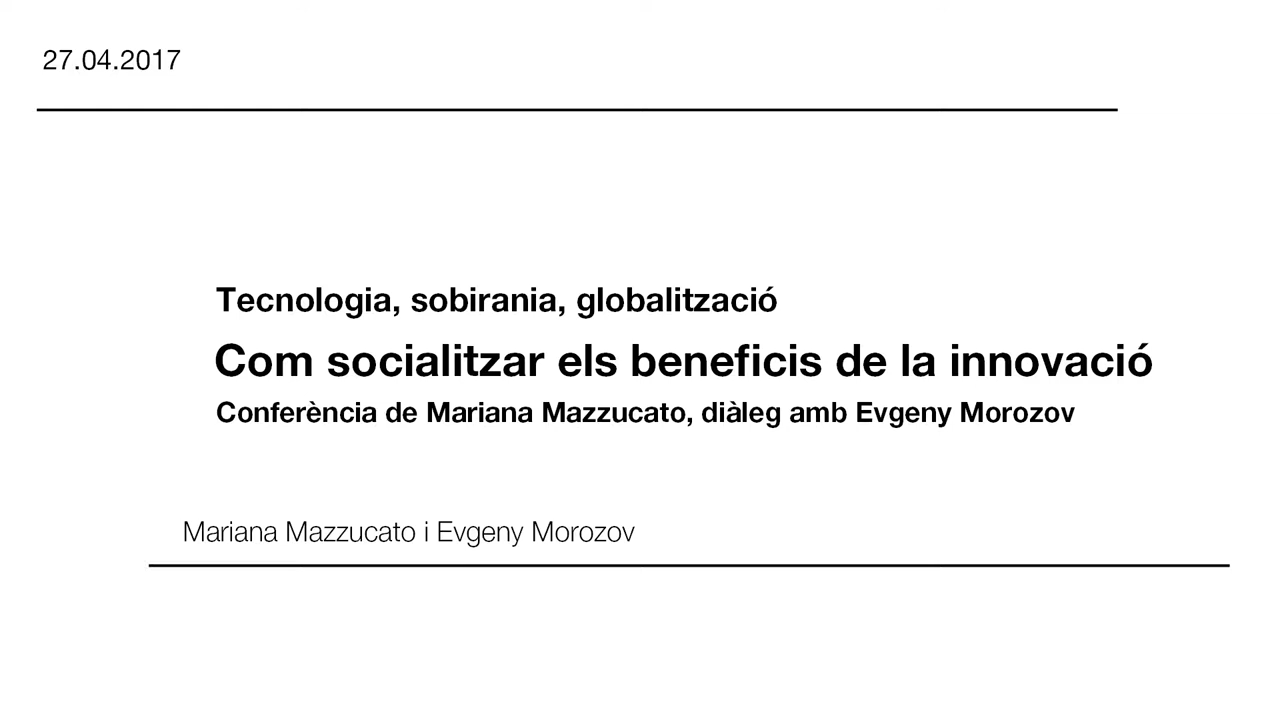 27.04.2017
Tecnologia, sobirania, globalització
Com socialitzar els beneficis de la innovació
Conferència de Mariana Mazzucato, diàleg amb Evgeny Morozov
Mariana Mazzucato i Evgeny Morozov